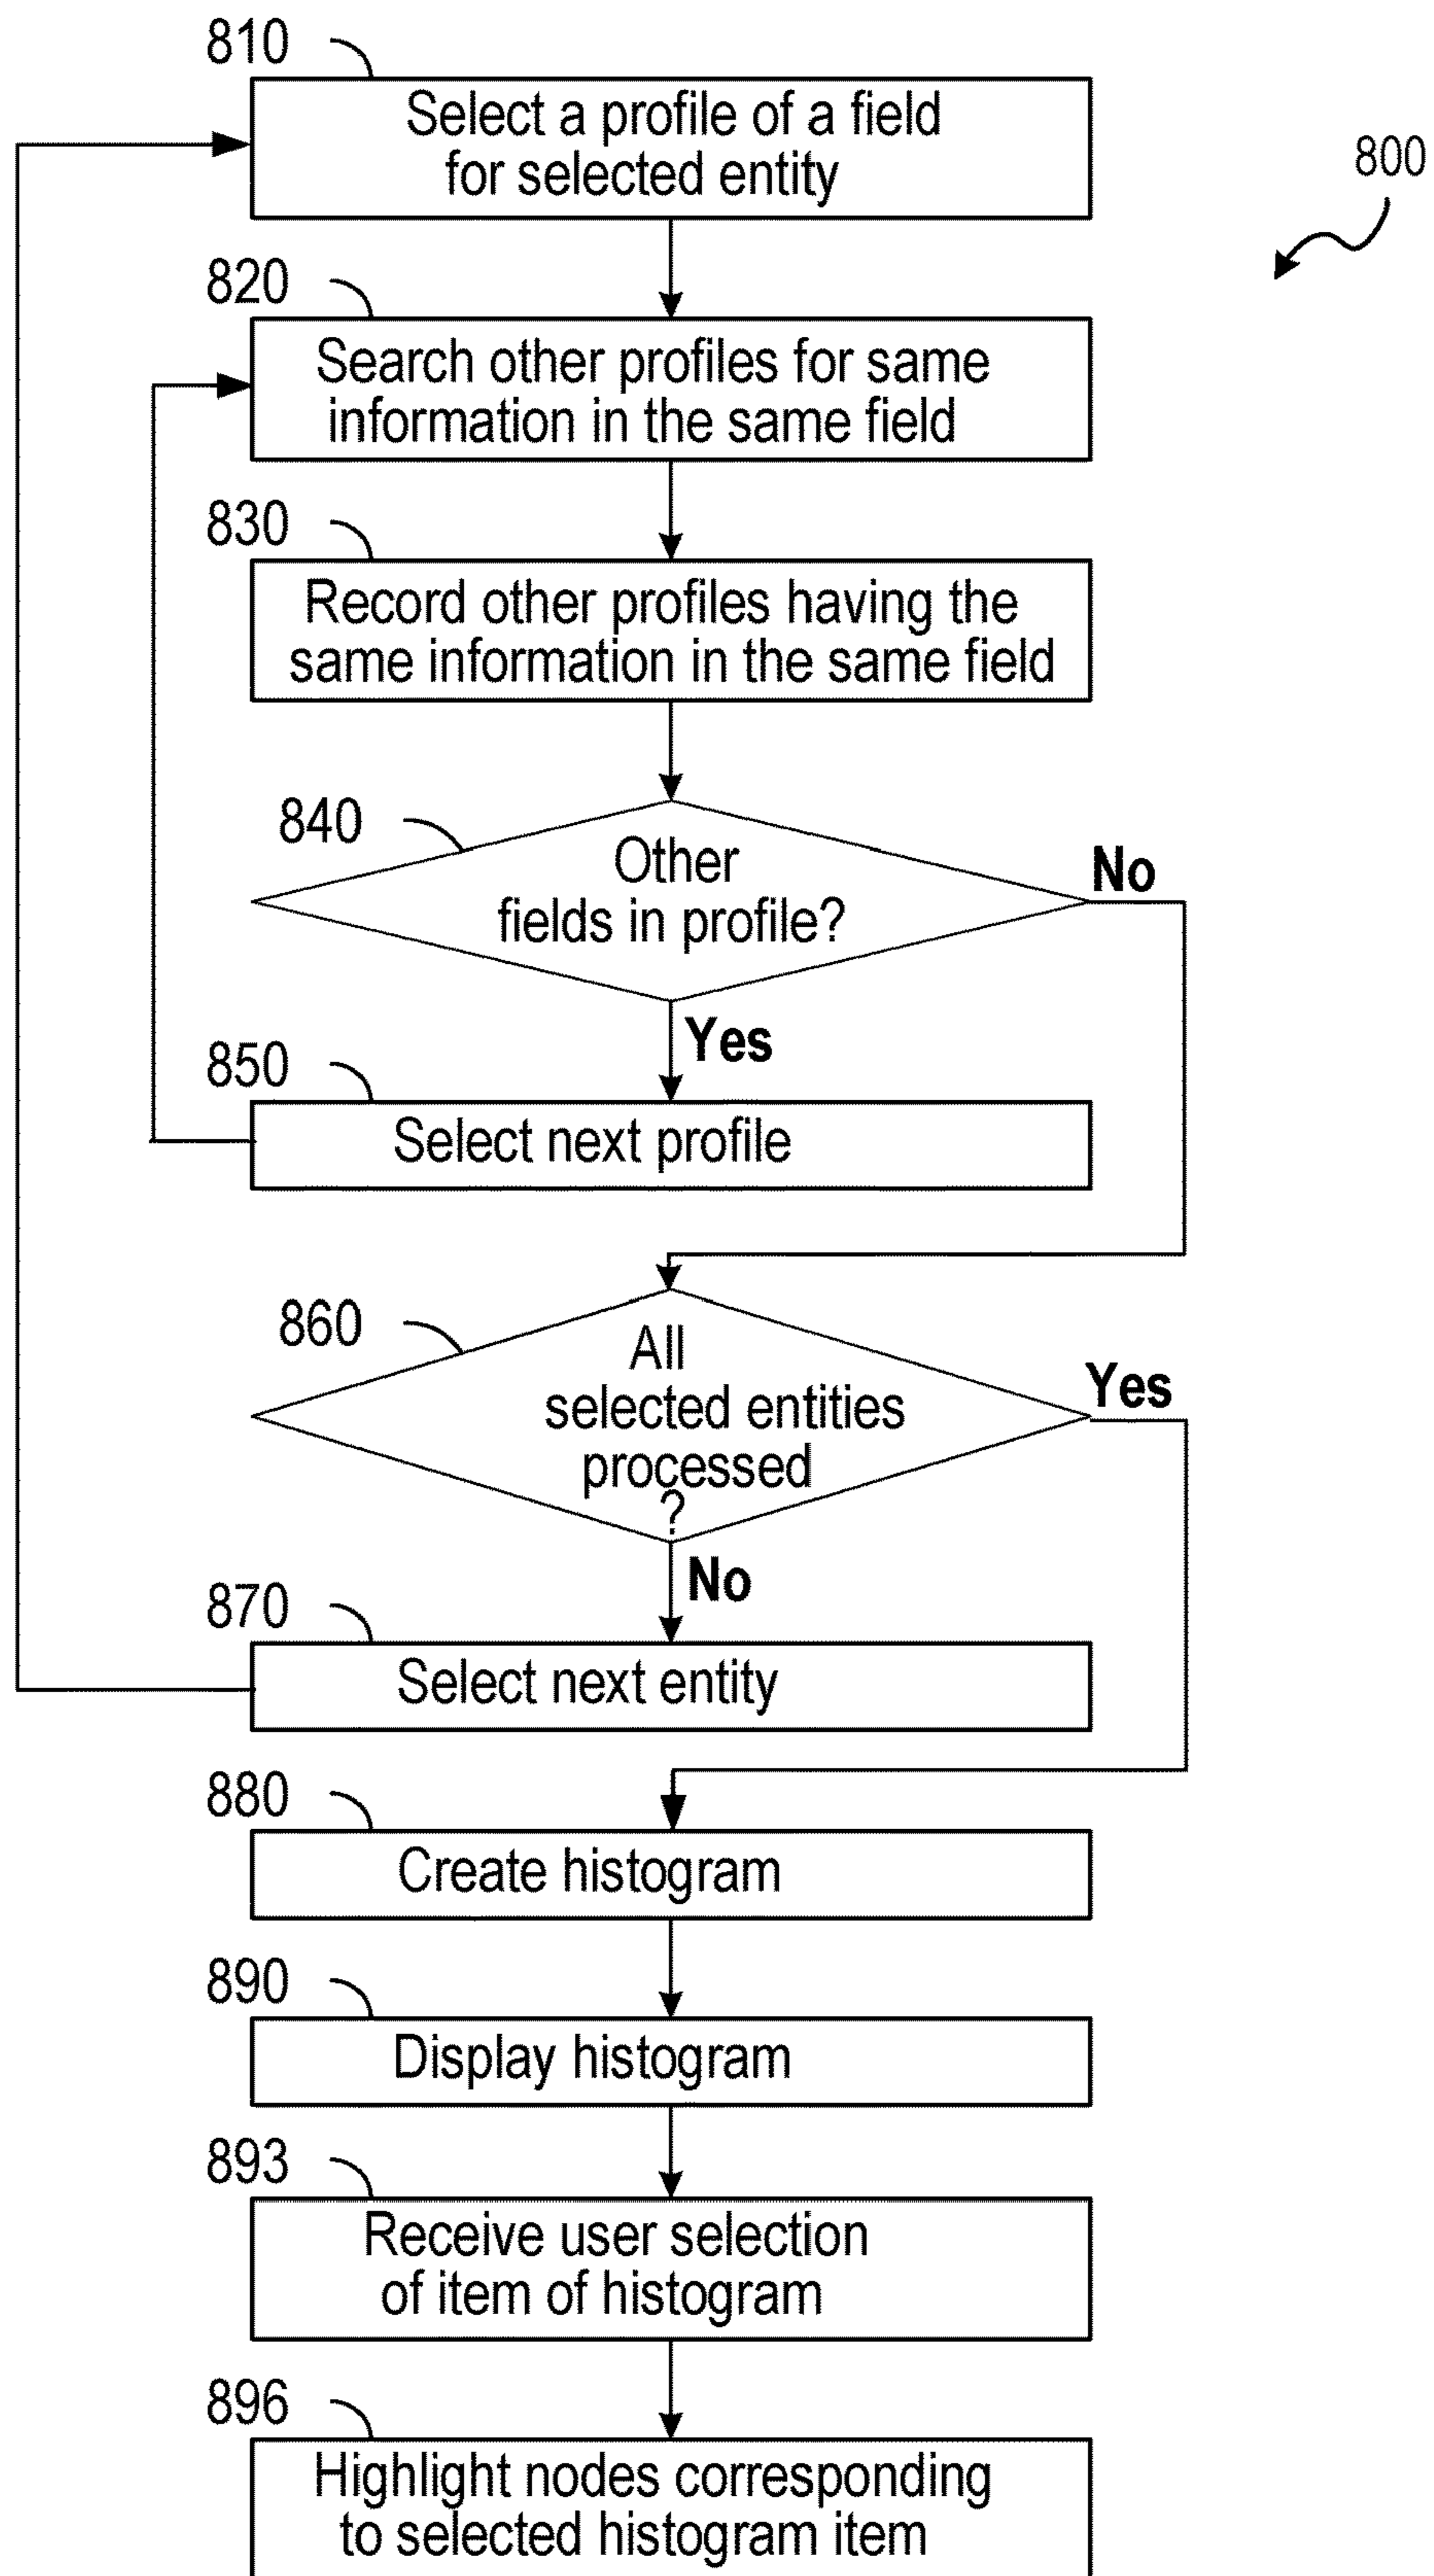 810
Select a profile of a field
for selected entity
800
820
Search other profiles for same
information in the same field
830
Record other profiles having the
same information in the same field
840
Other
fields in profile?
No
Yes
850
Select next profile
860
All
selected entities
processed
?
Yes
No
870
Select next entity
880
Create histogram
890
Display histogram
893
Receive user selection
of item of histogram
896
Highlight nodes corresponding
to selected histogram item